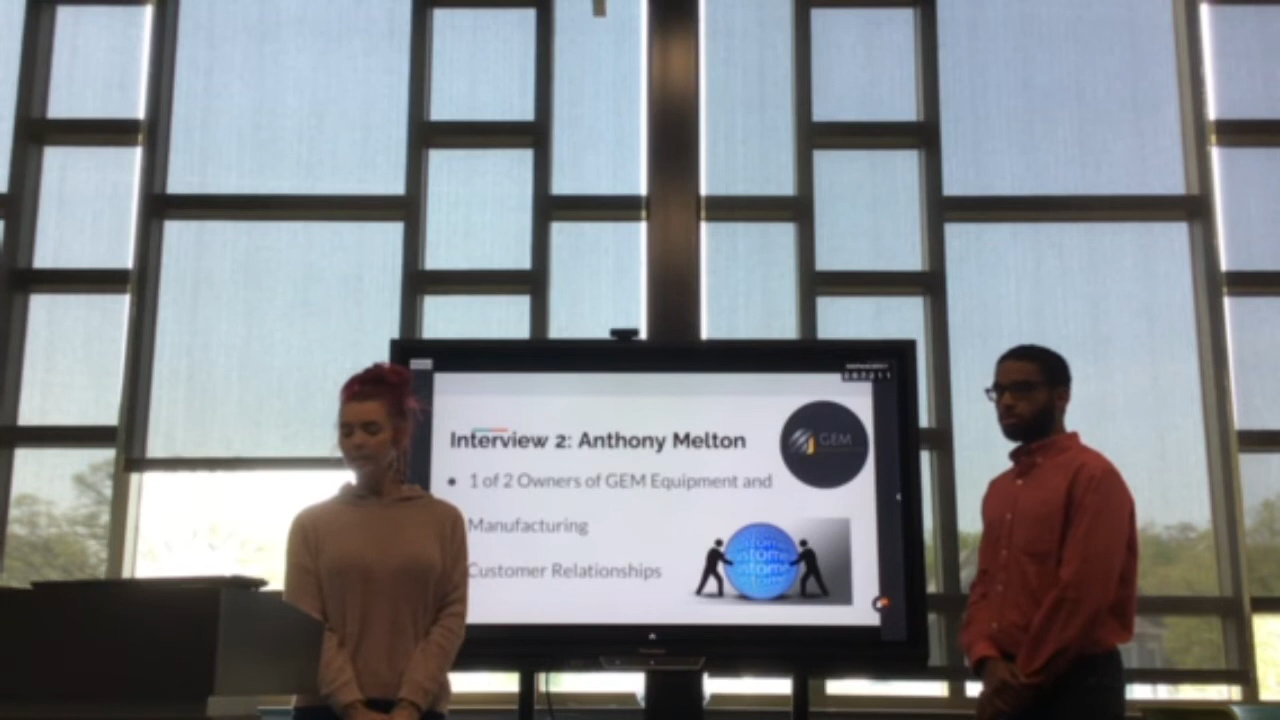 Interview 2: Anthony Melton
GEM
• 1 of 2 Owners of GEM Equipment and
Manufacturing
Customer Relationships